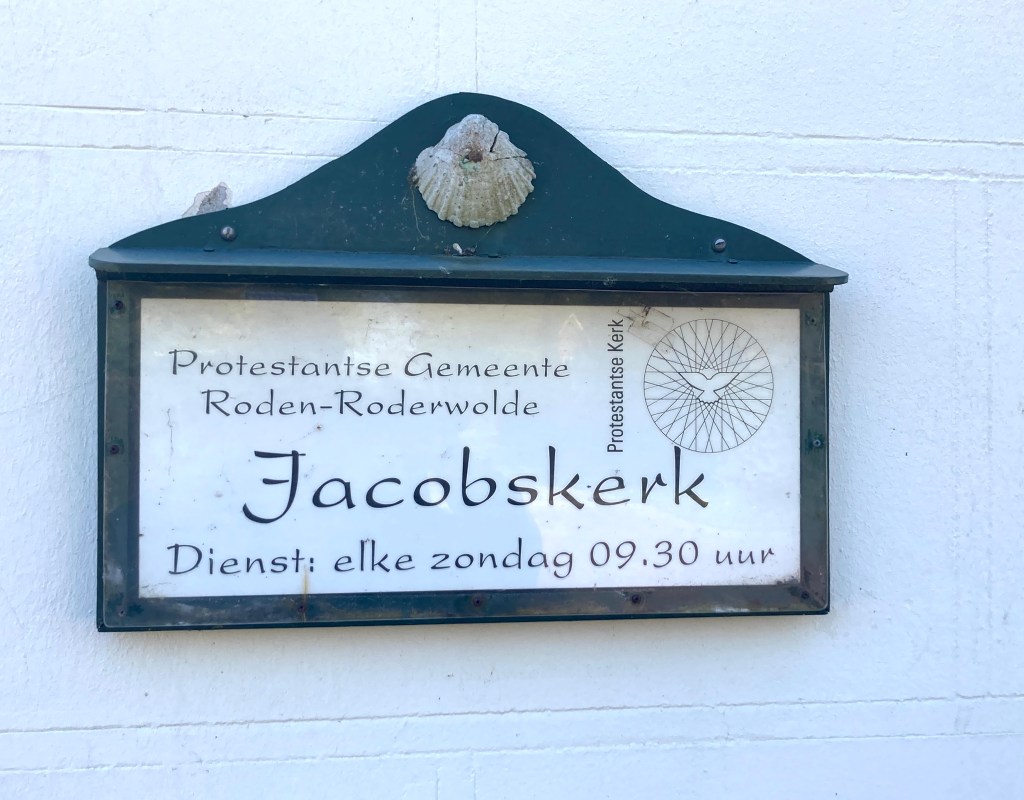 Protestantse Gemeente
Roden-Roderwolde
Protestantse Kerk
Jacobskerk
Dienst: elke zondag 09.30 uur